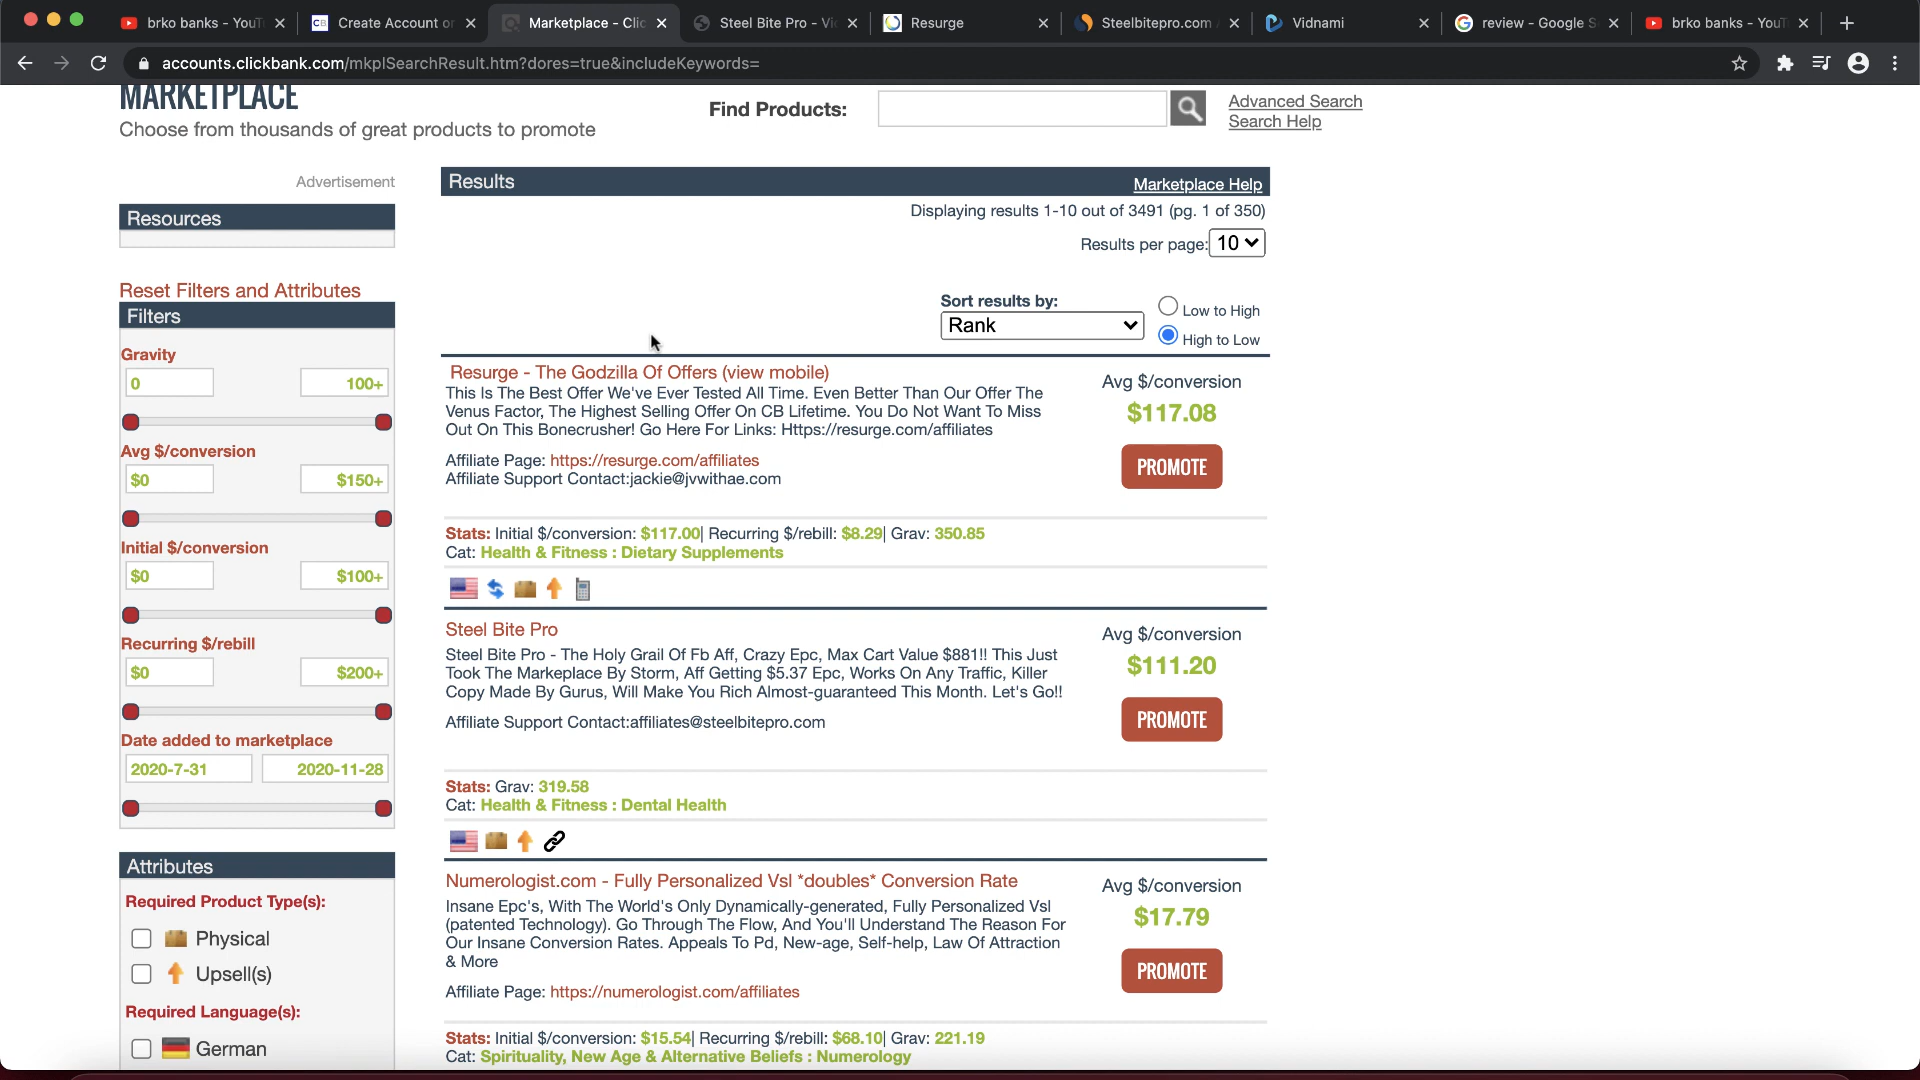 brko banks - YouT
Create Account or
Marketplace - Clic
Steel Bite Pro - Vi
Resurge
Steelbitepro.com
Vidnami
review - Google S
brko banks - YouT
accounts.clickbank.com/mkplSearchResult.htm?dores=true&includeKeywords=
MARKETPLACE
Choose from thousands of great products to promote
Find Products:
Advanced Search
Search Help
Advertisement
Resources
Reset Filters and Attributes
Filters
Gravity
0 100+
Avg $/conversion
$0 $150+
Initial $/conversion
$0 $100+
Recurring $/rebill
$0 $200+
Date added to marketplace
2020-7-31 2020-11-28
Attributes
Required Product Type(s):
Physical
Upsell(s)
Required Language(s):
German
Results
Marketplace Help
Displaying results 1-10 out of 3491 (pg. 1 of 350)
Results per page: 10
Sort results by:
Rank
Low to High
High to Low
Resurge - The Godzilla Of Offers (view mobile)
This Is The Best Offer We've Ever Tested All Time. Even Better Than Our Offer The
Venus Factor, The Highest Selling Offer On CB Lifetime. You Do Not Want To Miss
Out On This Bonecrusher! Go Here For Links: Https://resurge.com/affiliates
Affiliate Page: https://resurge.com/affiliates
Affiliate Support Contact:jackie@jvwithae.com
Avg $/conversion
$117.08
PROMOTE
Stats: Initial $/conversion: $117.00| Recurring $/rebill: $8.29| Grav: 350.85
Cat: Health & Fitness : Dietary Supplements
Steel Bite Pro
Steel Bite Pro - The Holy Grail Of Fb Aff, Crazy Epc, Max Cart Value $881!! This Just
Took The Markeplace By Storm, Aff Getting $5.37 Epc, Works On Any Traffic, Killer
Copy Made By Gurus, Will Make You Rich Almost-guaranteed This Month. Let's Go!!
Affiliate Support Contact:affiliates@steelbitepro.com
Avg $/conversion
$111.20
PROMOTE
Stats: Grav: 319.58
Cat: Health & Fitness : Dental Health
Numerologist.com - Fully Personalized Vsl *doubles* Conversion Rate
Insane Epc's, With The World's Only Dynamically-generated, Fully Personalized Vsl
(patented Technology). Go Through The Flow, And You'll Understand The Reason For
Our Insane Conversion Rates. Appeals To Pd, New-age, Self-help, Law Of Attraction
& More
Affiliate Page: https://numerologist.com/affiliates
Avg $/conversion
$17.79
PROMOTE
Stats: Initial $/conversion: $15.54| Recurring $/rebill: $68.10| Grav: 221.19
Cat: Spirituality, New Age & Alternative Beliefs : Numerology